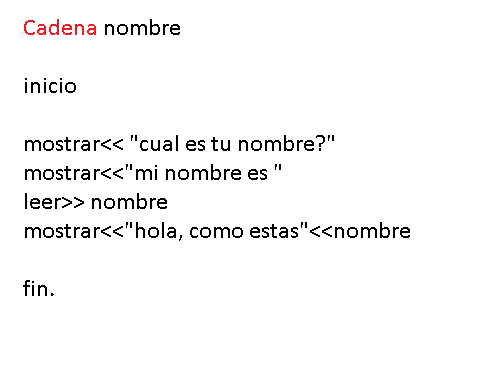 Cadena nombre
inicio
mostrar<< "cual es tu nombre?"
mostrar<<"mi nombre es "
leer>> nombre
mostrar<<"hola, como estas"<<nombre
fin.